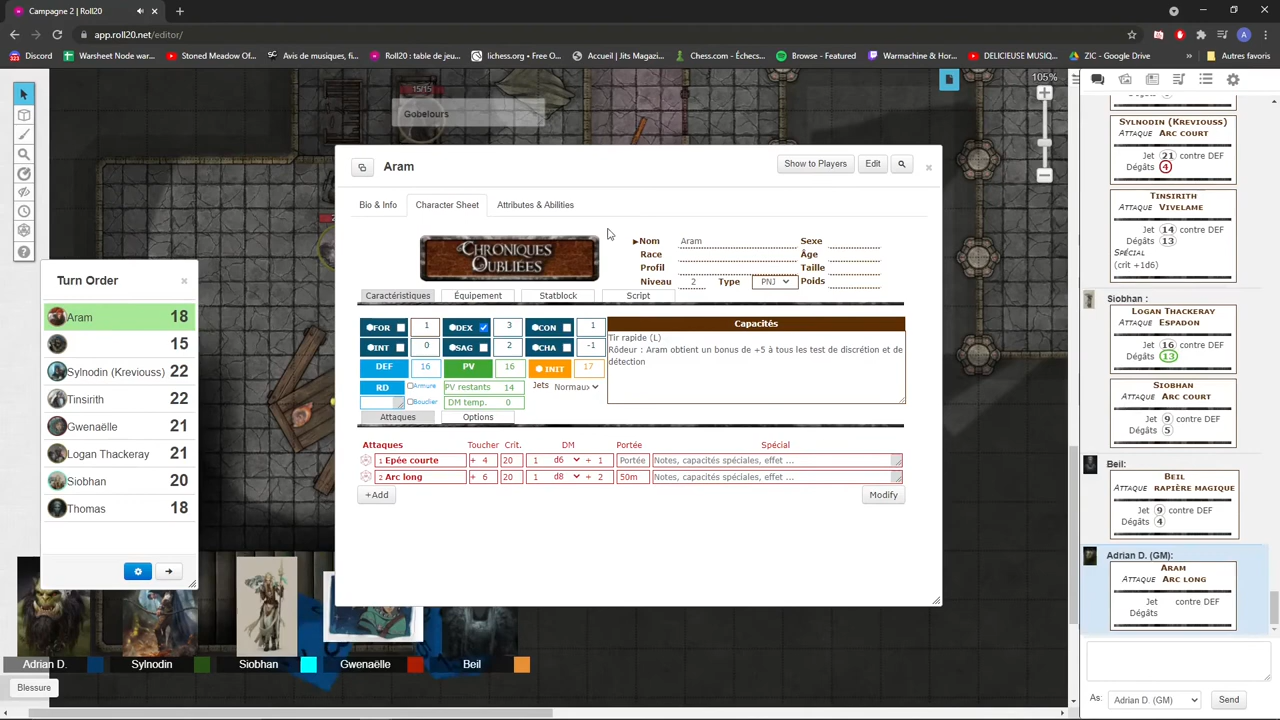 Campagne 2 | Roll20
app.roll20.net/editor/
Discord
Warsheet Node war...
Stoned Meadow Of...
Avis de musiques, fi...
Roll20 : table de jeu...
lichess.org • Free O...
Accueil | Jits Magazi...
Chess.com - Échecs...
Browse - Featured
Warmachine & Hor...
DELICIEUSE MUSIQ...
ZIC - Google Drive
Autres favoris
105%
15/15
Gobelours
Aram
Show to Players
Edit
Bio & Info
Character Sheet
Attributes & Abilities
CHRONIQUES
OUBLIÉES
Nom Aram Sexe
Race Âge
Profil Taille
Niveau 2 Type PNJ Poids
Caractéristiques Équipement Statblock Script
FOR 1 DEX 3 CON 1
INT 0 SAG 2 CHA -1
DEF 16 PV 16 INIT 17
RD Armure PV restants 14 Jets Normaux
Bouclier DM temp. 0
Capacités
Tir rapide (L)
Rôdeur : Aram obtient un bonus de +5 à tous les test de discrétion et de
détection
Attaques Options
Attaques Toucher Crit. DM Portée Spécial
1 Epée courte + 4 20 1 d6 + 1 Portée Notes, capacités spéciales, effet ...
2 Arc long + 6 20 1 d8 + 2 50m Notes, capacités spéciales, effet ...
+Add
Modify
Turn Order
Aram 18
15
Sylnodin (Kreviouss) 22
Tinsirith 22
Gwenaëlle 21
Logan Thackeray 21
Siobhan 20
Thomas 18
Adrian D.
Sylnodin
Siobhan
Gwenaëlle
Beil
Blessure
SYLNODIN (KREVIOUSS)
ATTAQUE ARC COURT
Jet 21 contre DEF
Dégâts 4
TINSIRITH
ATTAQUE VIVELAME
Jet 14 contre DEF
Dégâts 13
SPÉCIAL
(crit +1d6)
Siobhan :
LOGAN THACKERAY
ATTAQUE ESPADON
Jet 16 contre DEF
Dégâts 13
SIOBHAN
ATTAQUE ARC COURT
Jet 9 contre DEF
Dégâts 5
Beil:
BEIL
ATTAQUE RAPIÈRE MAGIQUE
Jet 9 contre DEF
Dégâts 4
Adrian D. (GM):
ARAM
ATTAQUE ARC LONG
Jet contre DEF
Dégâts
As: Adrian D. (GM)
Send